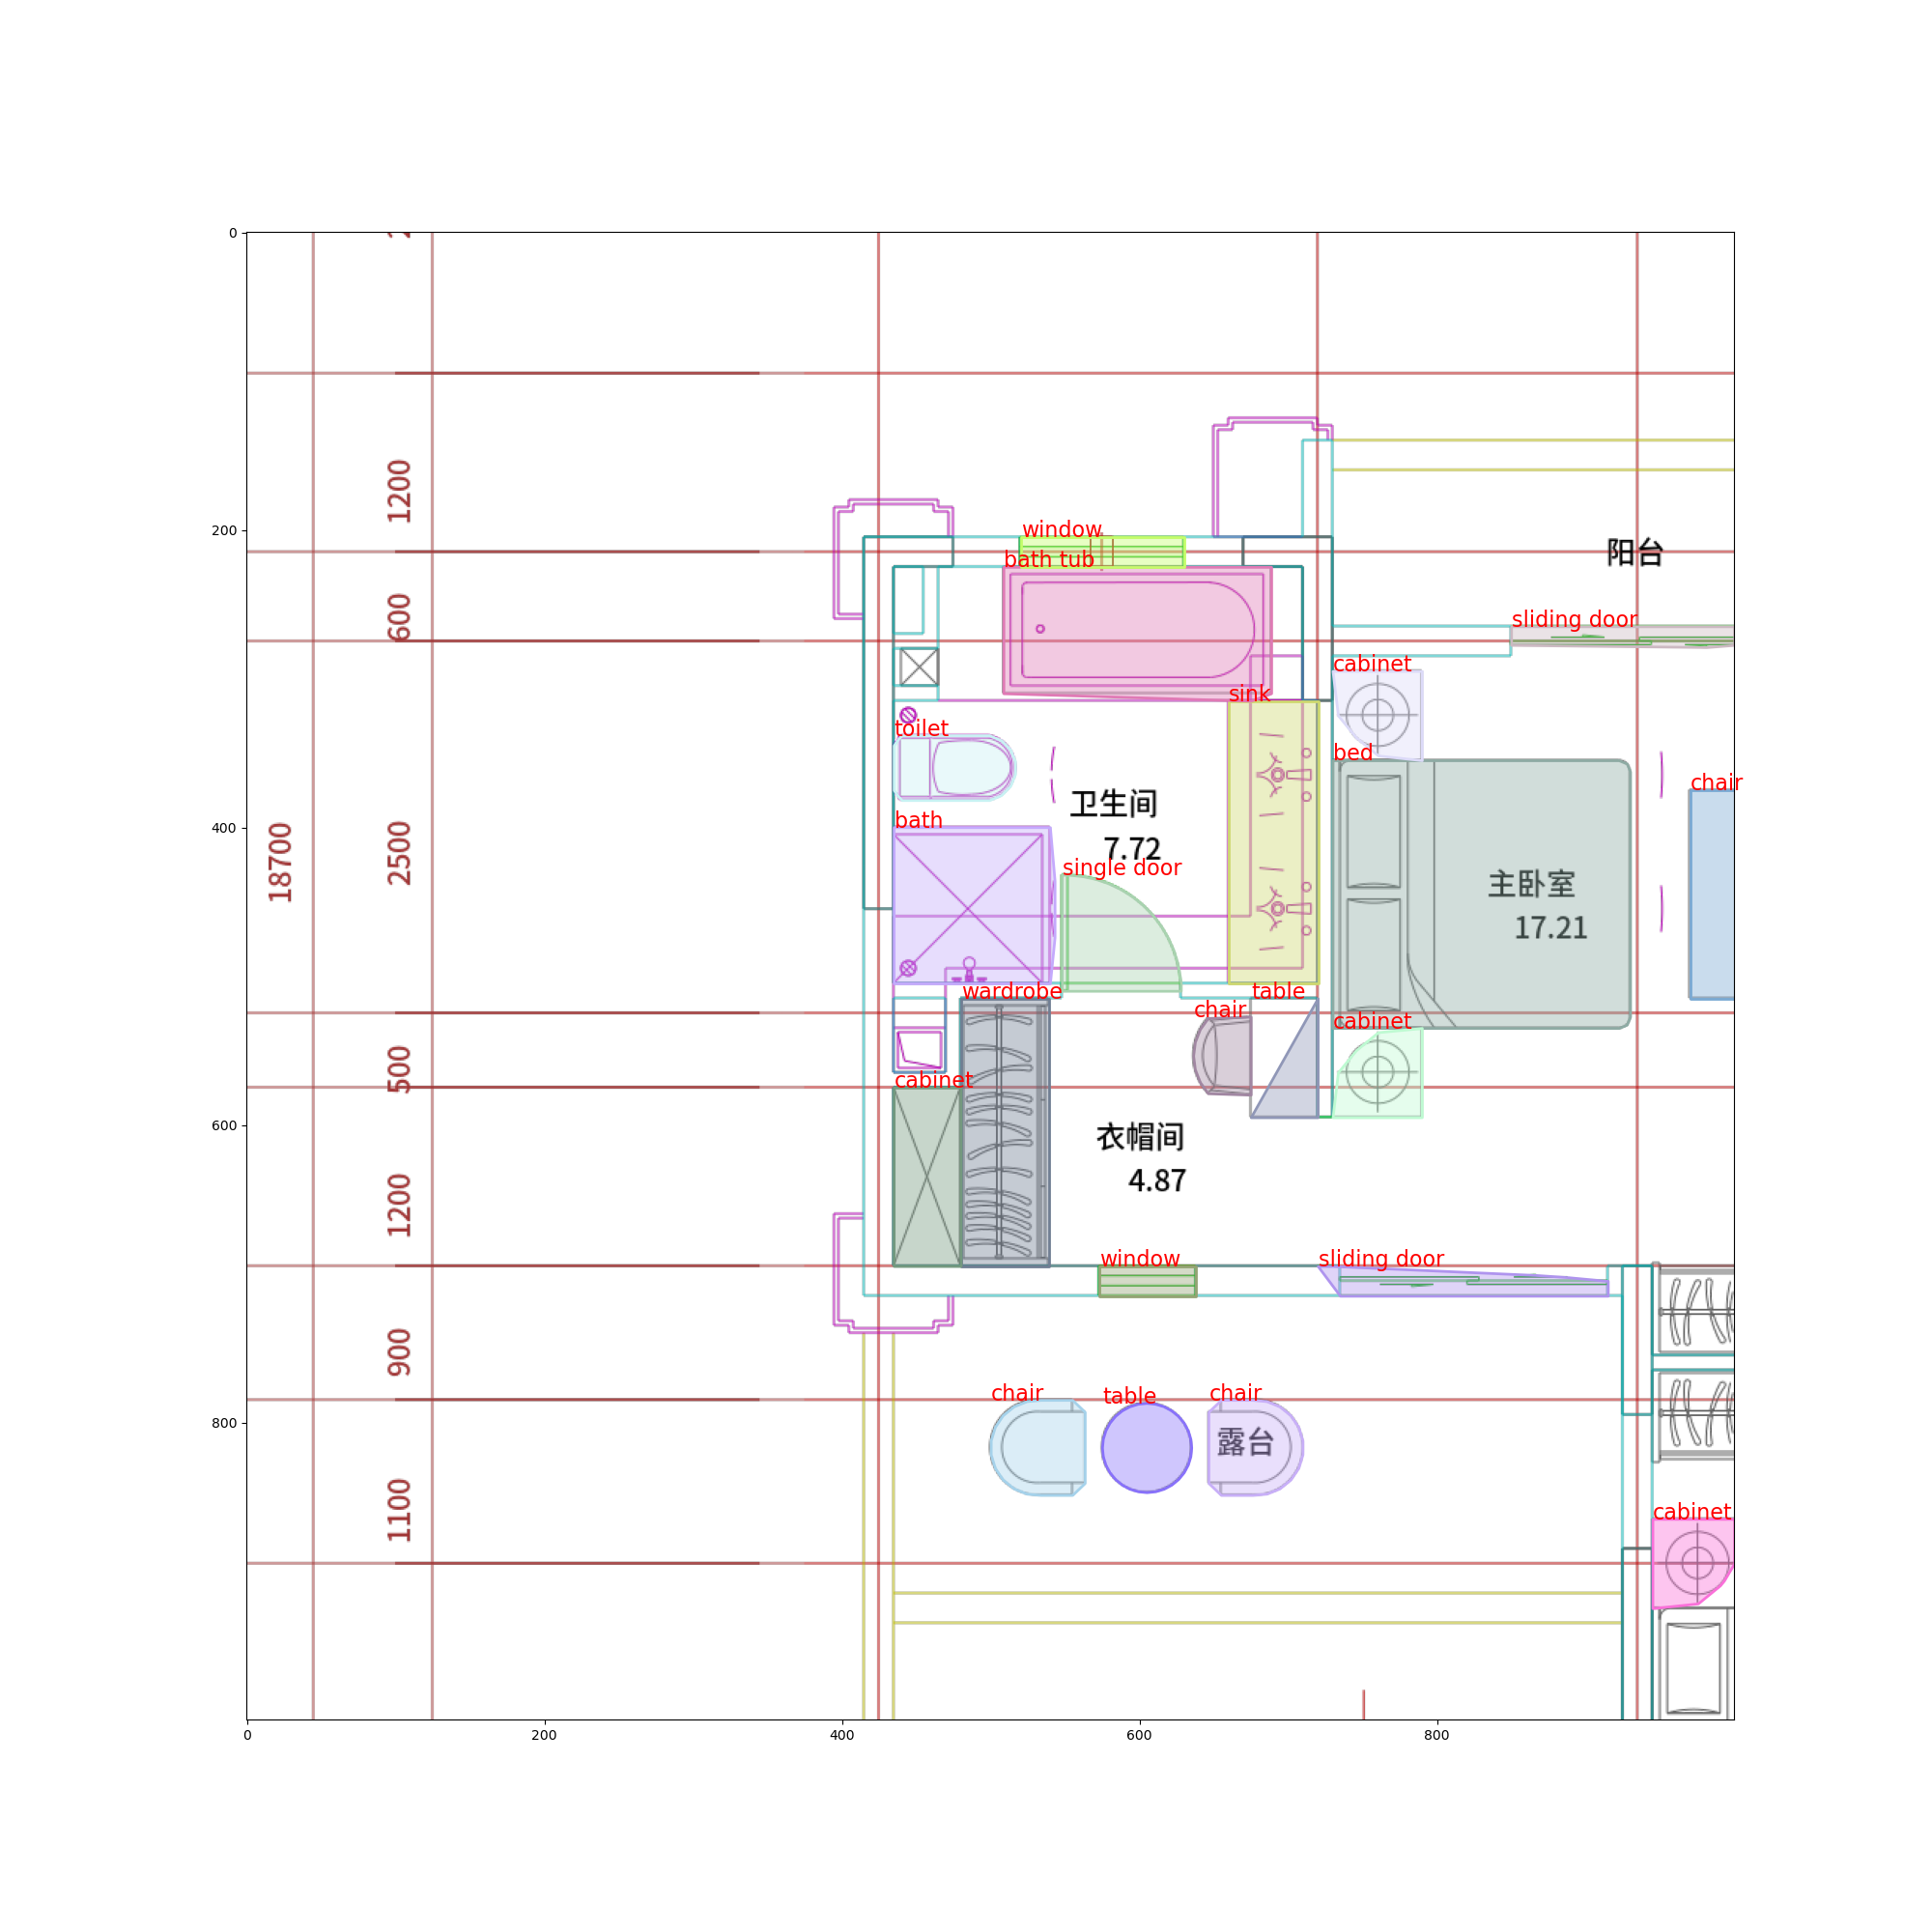 0
200
400
600
800
0
200
400
600
800
18700
1200
600
2500
500
1200
900
1100
window
bath tub
阳台
sliding door
cabinet
sink
toilet
bed
chair
卫生间
7.72
bath
single door
主卧室
17.21
wardrobe
table
chair
cabinet
cabinet
衣帽间
4.87
window
sliding door
chair
table
chair
露台
cabinet